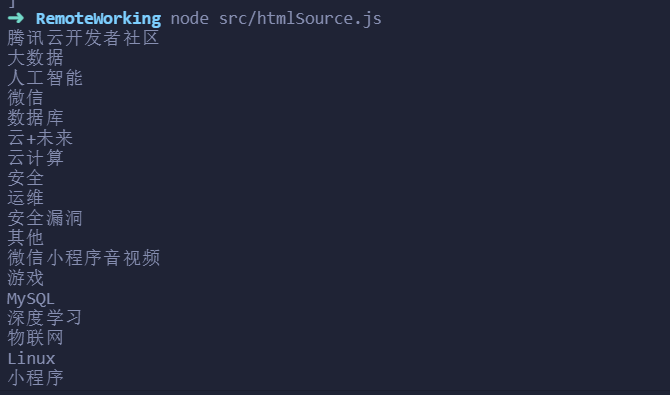 ➜ RemoteWorking node src/htmlSource.js
腾讯云开发者社区
大数据
人工智能
微信
数据库
云+未来
云计算
安全
运维
安全漏洞
其他
微信小程序音视频
游戏
MySQL
深度学习
物联网
Linux
小程序